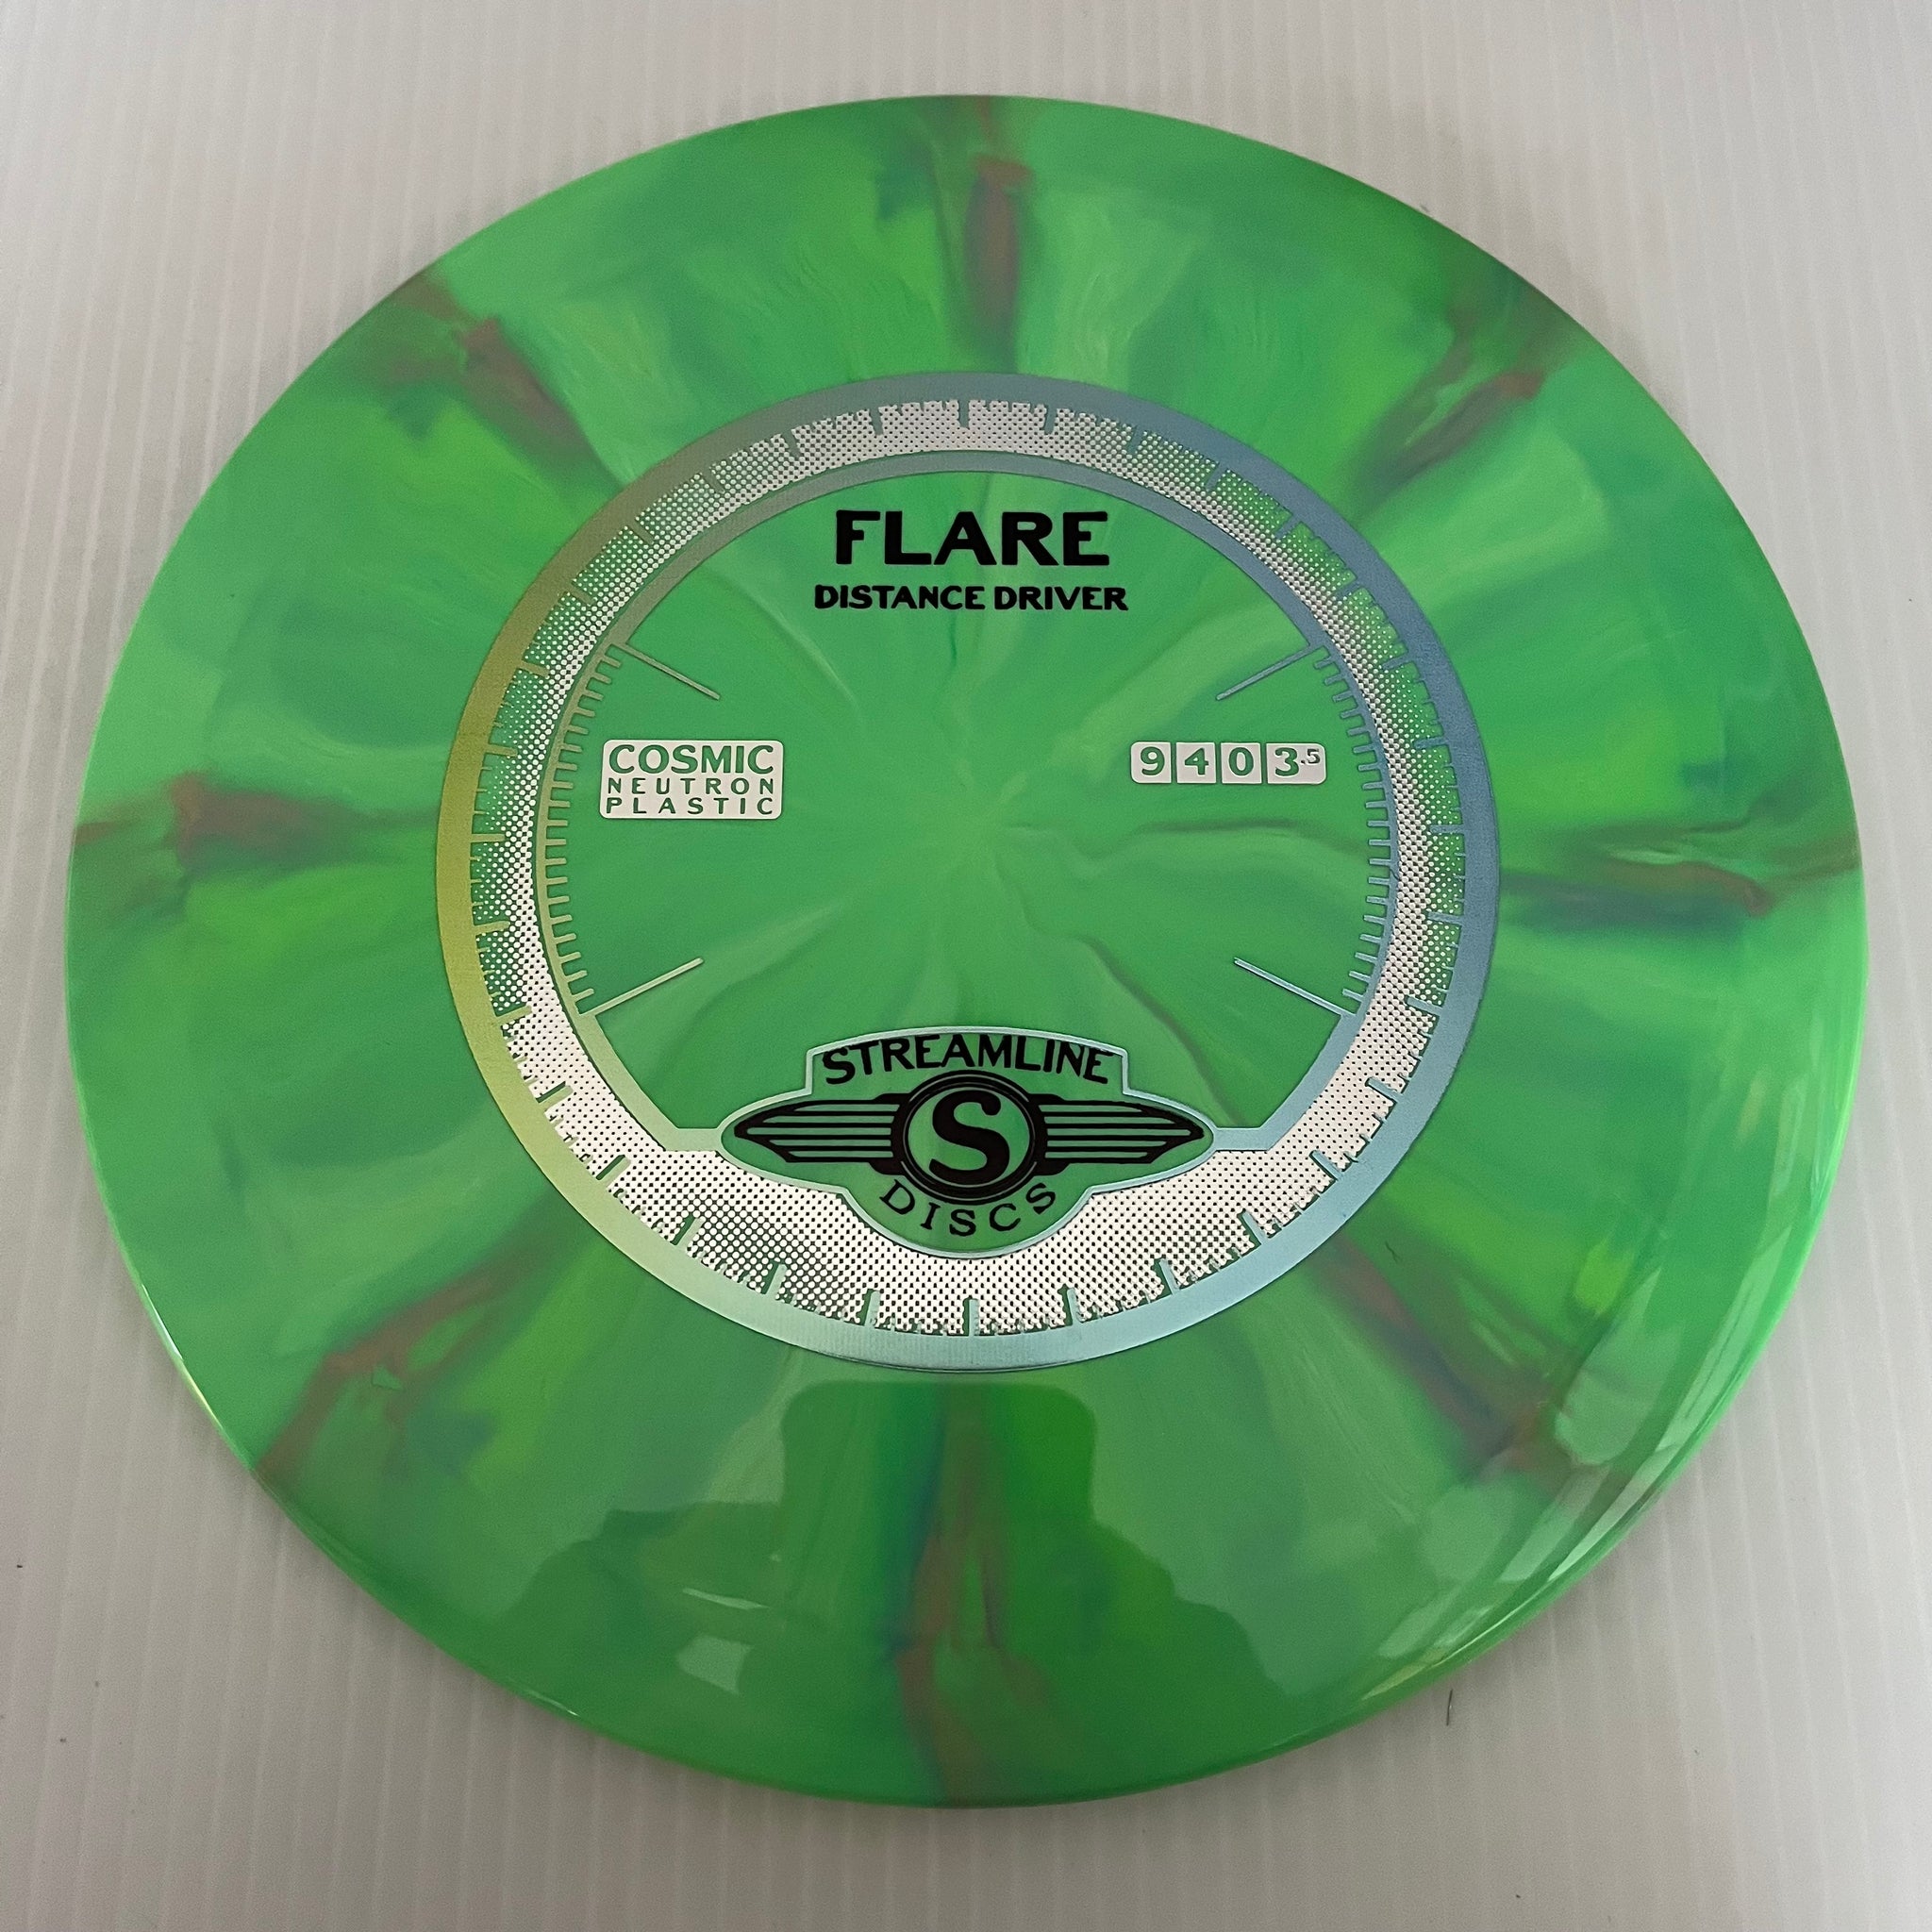 FLARE
DISTANCE DRIVER
COSMIC
NEUTRON
PLASTIC
9 4 0 3.5
STREAMLINE
S
DISCS